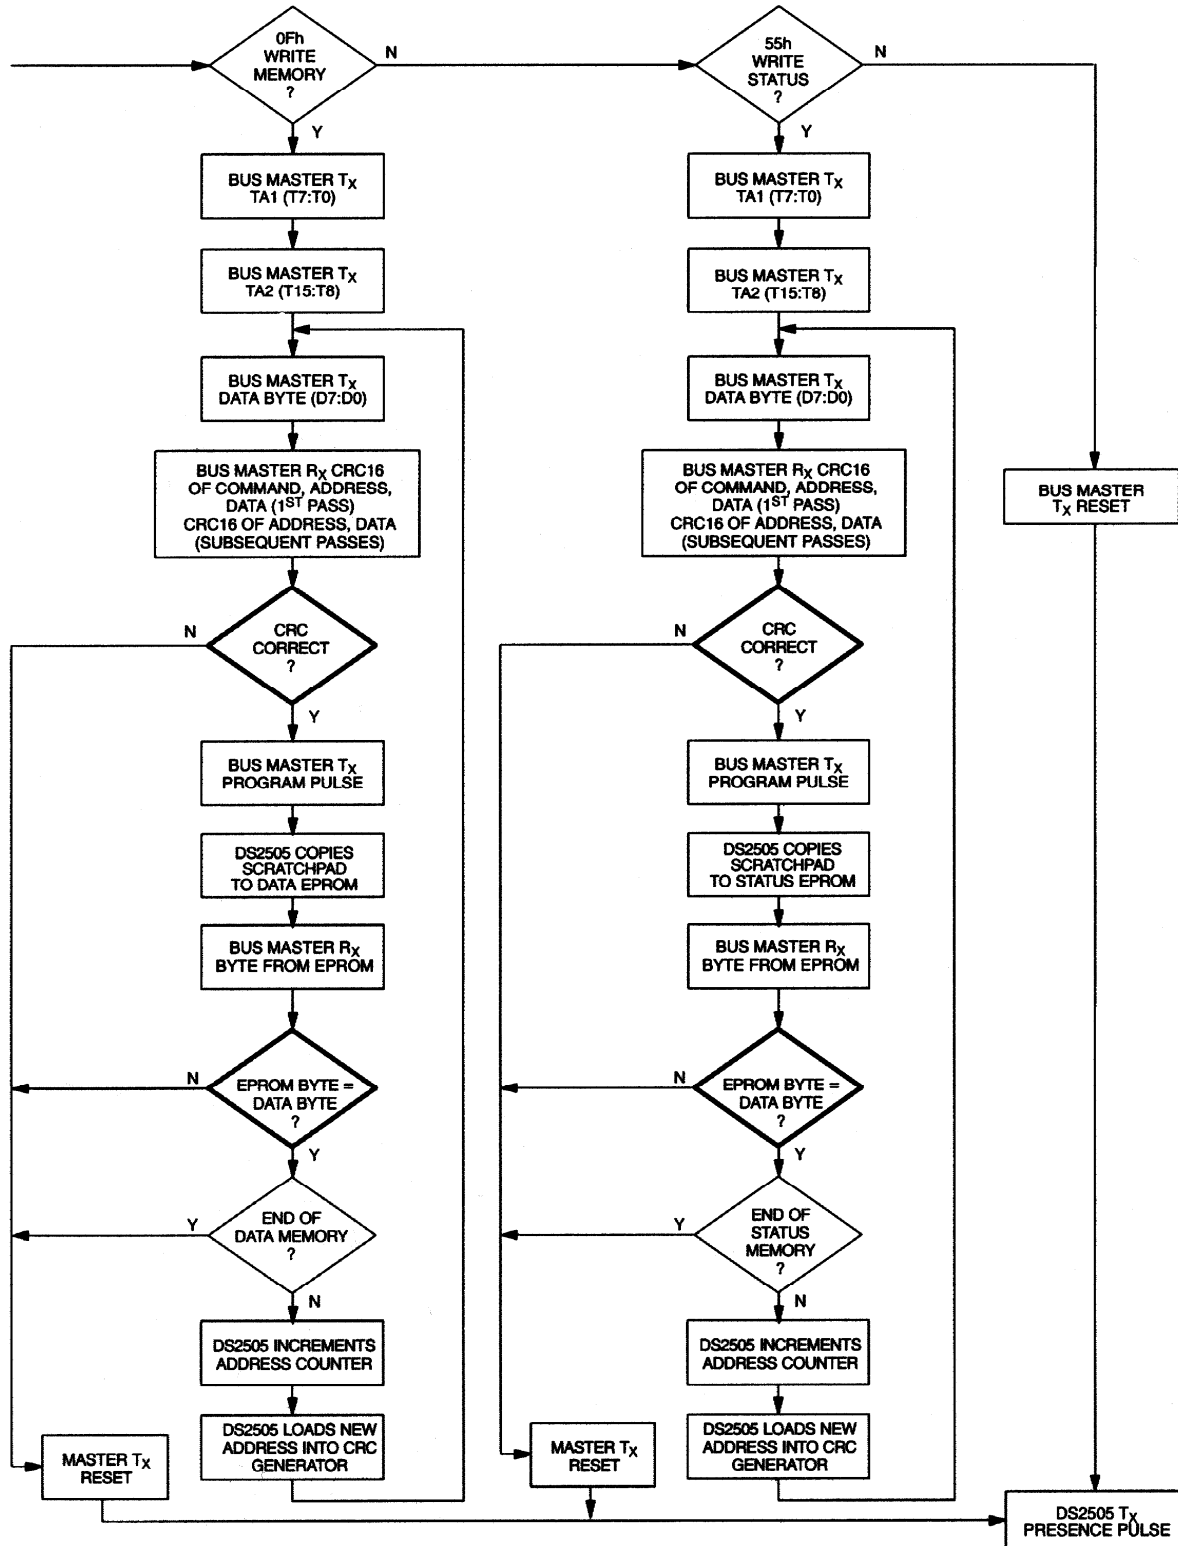 0Fh
WRITE
MEMORY
?
N
Y
BUS MASTER TX
TA1 (T7:T0)
BUS MASTER TX
TA2 (T15:T8)
BUS MASTER TX
DATA BYTE (D7:D0)
BUS MASTER RX CRC16
OF COMMAND, ADDRESS,
DATA (1ST PASS)
CRC16 OF ADDRESS, DATA
(SUBSEQUENT PASSES)
N
CRC
CORRECT
?
Y
BUS MASTER TX
PROGRAM PULSE
DS2505 COPIES
SCRATCHPAD
TO DATA EPROM
BUS MASTER RX
BYTE FROM EPROM
N
EPROM BYTE =
DATA BYTE
?
Y
Y
END OF
DATA MEMORY
?
N
DS2505 INCREMENTS
ADDRESS COUNTER
DS2505 LOADS NEW
ADDRESS INTO CRC
GENERATOR
MASTER TX
RESET
55h
WRITE
STATUS
?
N
Y
BUS MASTER TX
TA1 (T7:T0)
BUS MASTER TX
TA2 (T15:T8)
BUS MASTER TX
DATA BYTE (D7:D0)
BUS MASTER RX CRC16
OF COMMAND, ADDRESS,
DATA (1ST PASS)
CRC16 OF ADDRESS, DATA
(SUBSEQUENT PASSES)
N
CRC
CORRECT
?
Y
BUS MASTER TX
PROGRAM PULSE
DS2505 COPIES
SCRATCHPAD
TO STATUS EPROM
BUS MASTER RX
BYTE FROM EPROM
N
EPROM BYTE =
DATA BYTE
?
Y
Y
END OF
STATUS
MEMORY
?
N
DS2505 INCREMENTS
ADDRESS COUNTER
DS2505 LOADS NEW
ADDRESS INTO CRC
GENERATOR
MASTER TX
RESET
BUS MASTER
TX RESET
DS2505 TX
PRESENCE PULSE